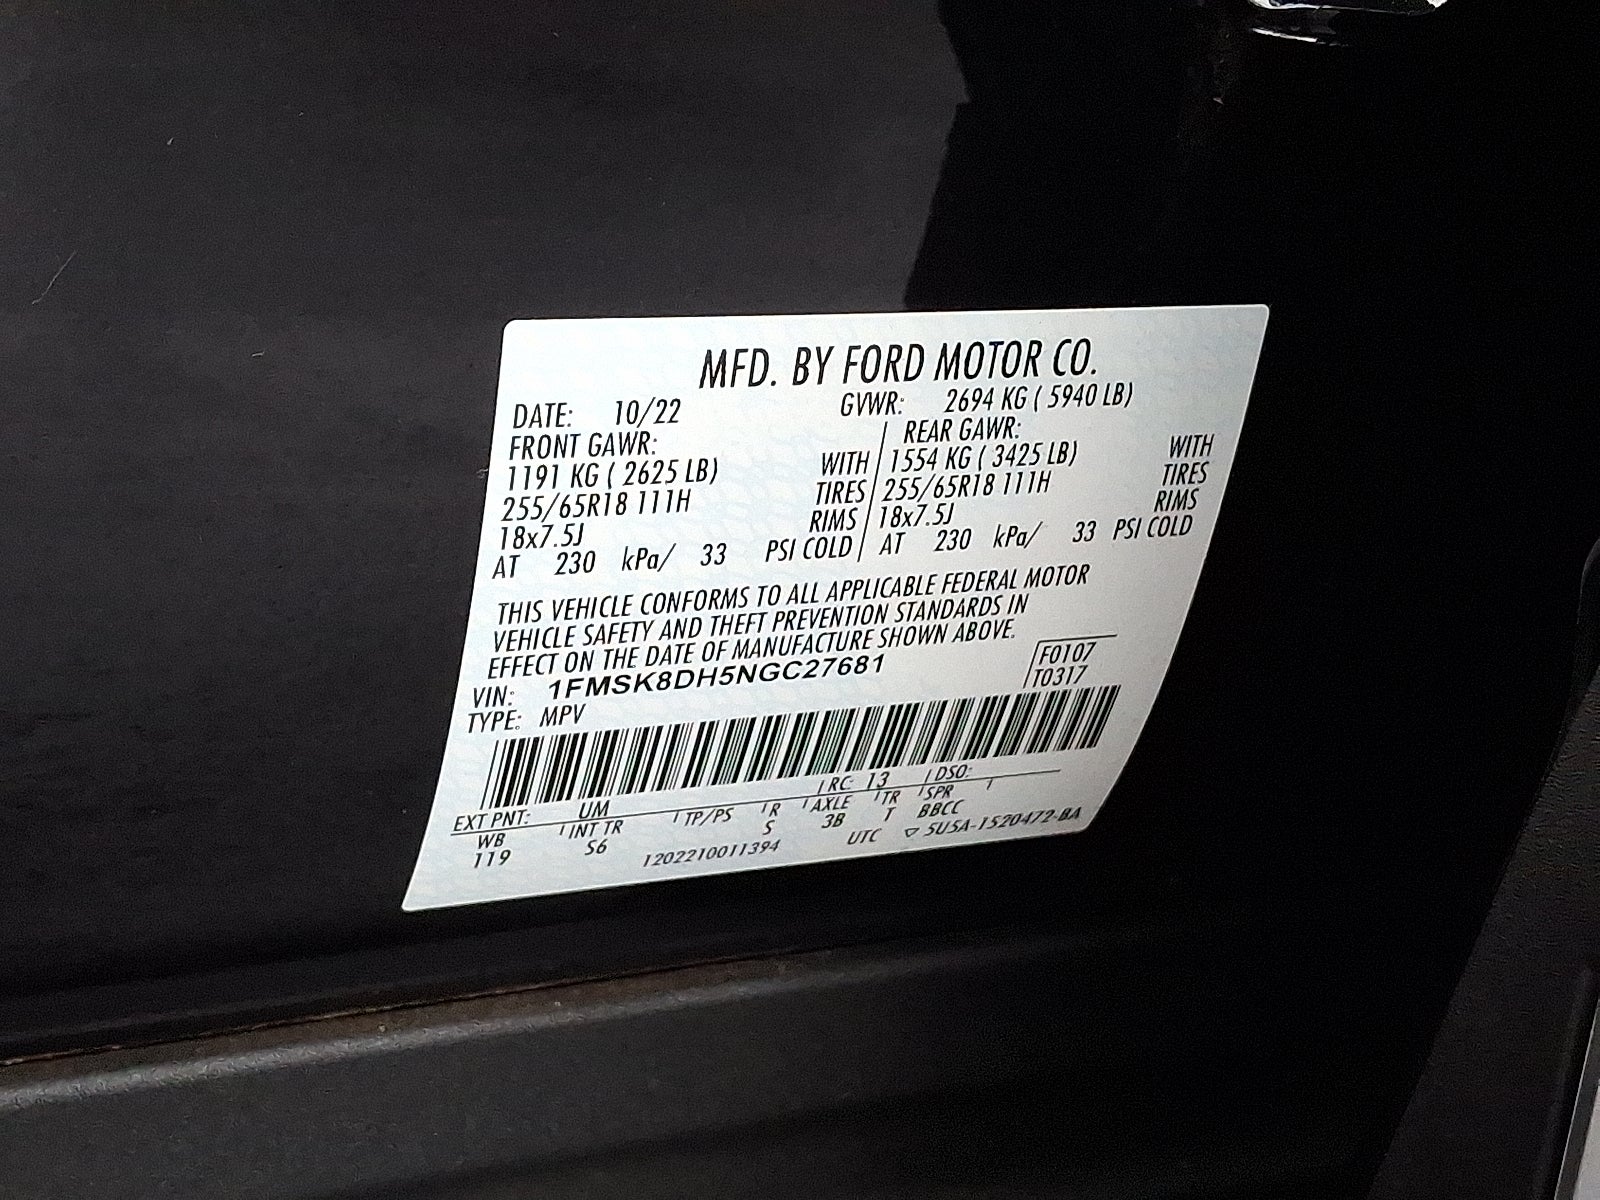 MFD. BY FORD MOTOR CO.
DATE: 10/22 GVWR: 2694 KG ( 5940 LB)
FRONT GAWR: REAR GAWR:
1191 KG ( 2625 LB) WITH 1554 KG ( 3425 LB) WITH
255/65R18 111H TIRES 255/65R18 111H TIRES
18x7.5J RIMS 18x7.5J RIMS
AT 230 kPa/ 33 PSI COLD AT 230 kPa/ 33 PSI COLD
THIS VEHICLE CONFORMS TO ALL APPLICABLE FEDERAL MOTOR
VEHICLE SAFETY AND THEFT PREVENTION STANDARDS IN
EFFECT ON THE DATE OF MANUFACTURE SHOWN ABOVE.
VIN: 1FMSK8DH5NGC27681 F0107
TYPE: MPV T0317
EXT PNT: UM RC: 13 DSO:
WB INT TR TP/PS R AXLE TR SPR
119 S6 S 3B T BBCC
1202210011394 UTC ▽ 5U5A-1520472-BA